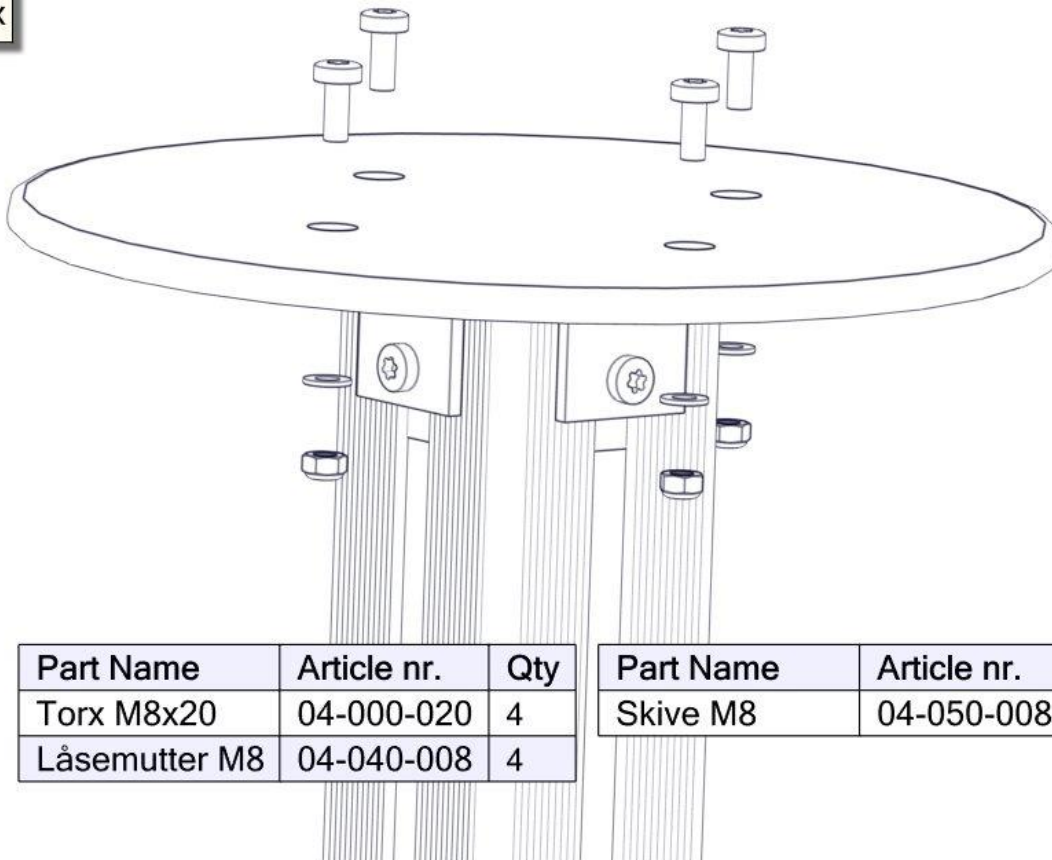 x
Part Name Article nr. Qty
Torx M8x20 04-000-020 4
Låsemutter M8 04-040-008 4
Part Name Article nr.
Skive M8 04-050-008